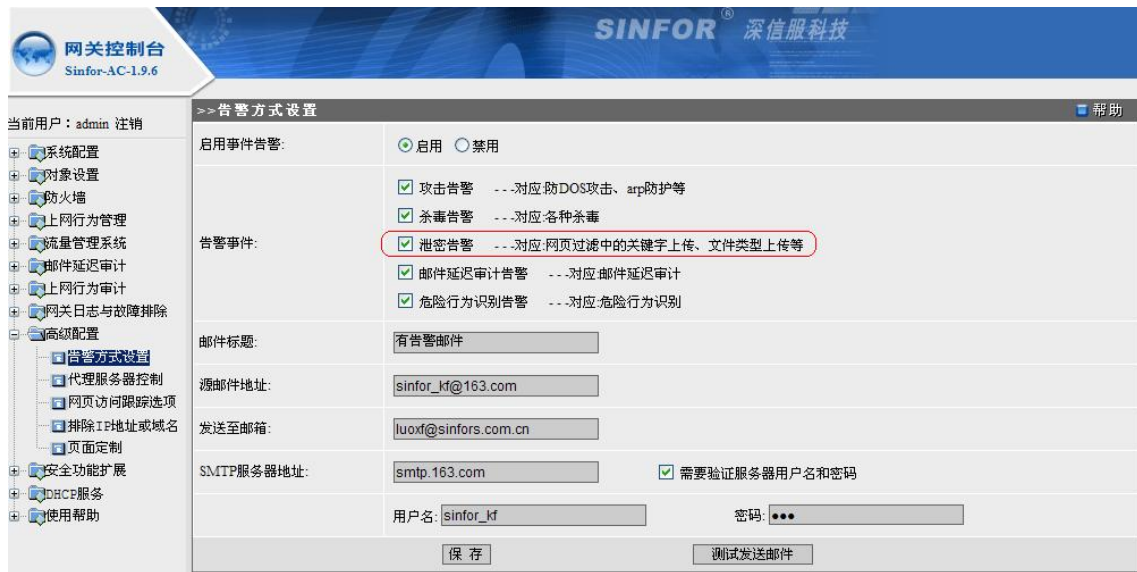 SINFOR® 深信服科技
网关控制台
Sinfor-AC-1.9.6
当前用户：admin 注销
系统配置
对象设置
防火墙
上网行为管理
流量管理系统
邮件延迟审计
上网行为审计
网关日志与故障排除
高级配置
告警方式设置
代理服务器控制
网页访问跟踪选项
排除IP地址或域名
页面定制
安全功能扩展
DHCP服务
使用帮助
>>告警方式设置 帮助
启用事件告警: 启用 禁用
告警事件:
攻击告警 ---对应:防DOS攻击、arp防护等
杀毒告警 ---对应:各种杀毒
泄密告警 ---对应:网页过滤中的关键字上传、文件类型上传等
邮件延迟审计告警 ---对应:邮件延迟审计
危险行为识别告警 ---对应:危险行为识别
邮件标题: 有告警邮件
源邮件地址: sinfor_kf@163.com
发送至邮箱: luoxf@sinfors.com.cn
SMTP服务器地址: smtp.163.com 需要验证服务器用户名和密码
用户名: sinfor_kf 密码: ●●●
保存 测试发送邮件